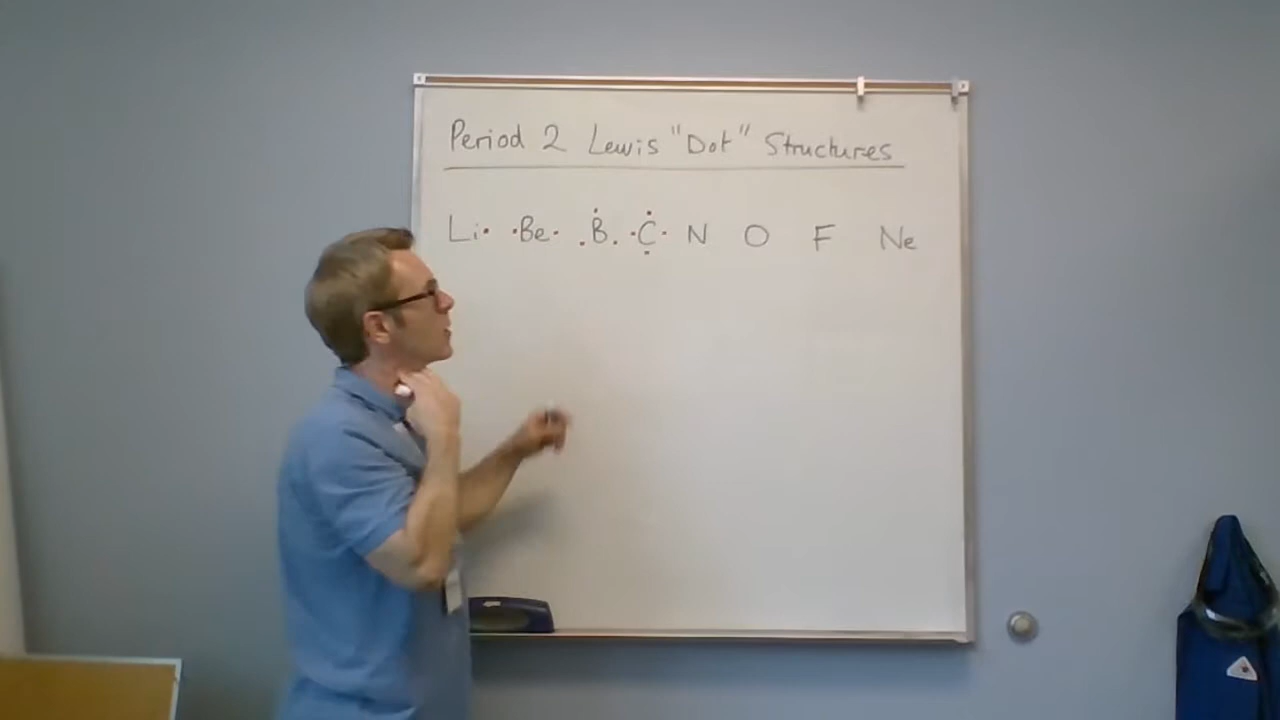 Period 2 Lewis "Dot" Structures
Li· ·Be· ·Ḃ· ·Ċ̣· N O F Ne